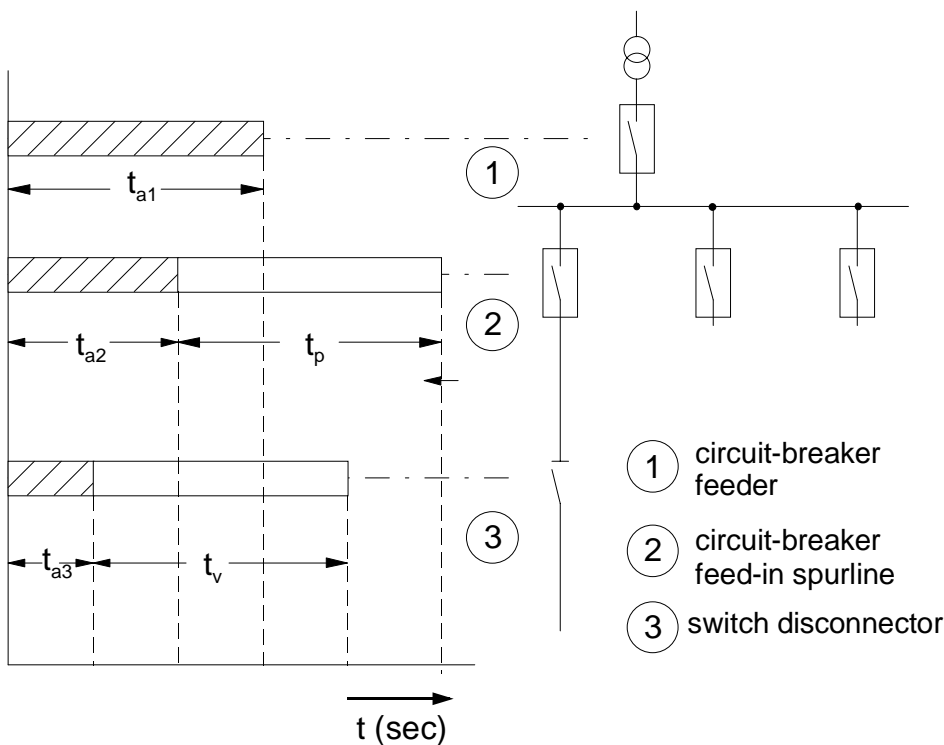 1
t_a1
2
t_a2
t_p
1 circuit-breaker
feeder
2 circuit-breaker
feed-in spurline
3
t_a3
t_v
3 switch disconnector
t (sec)